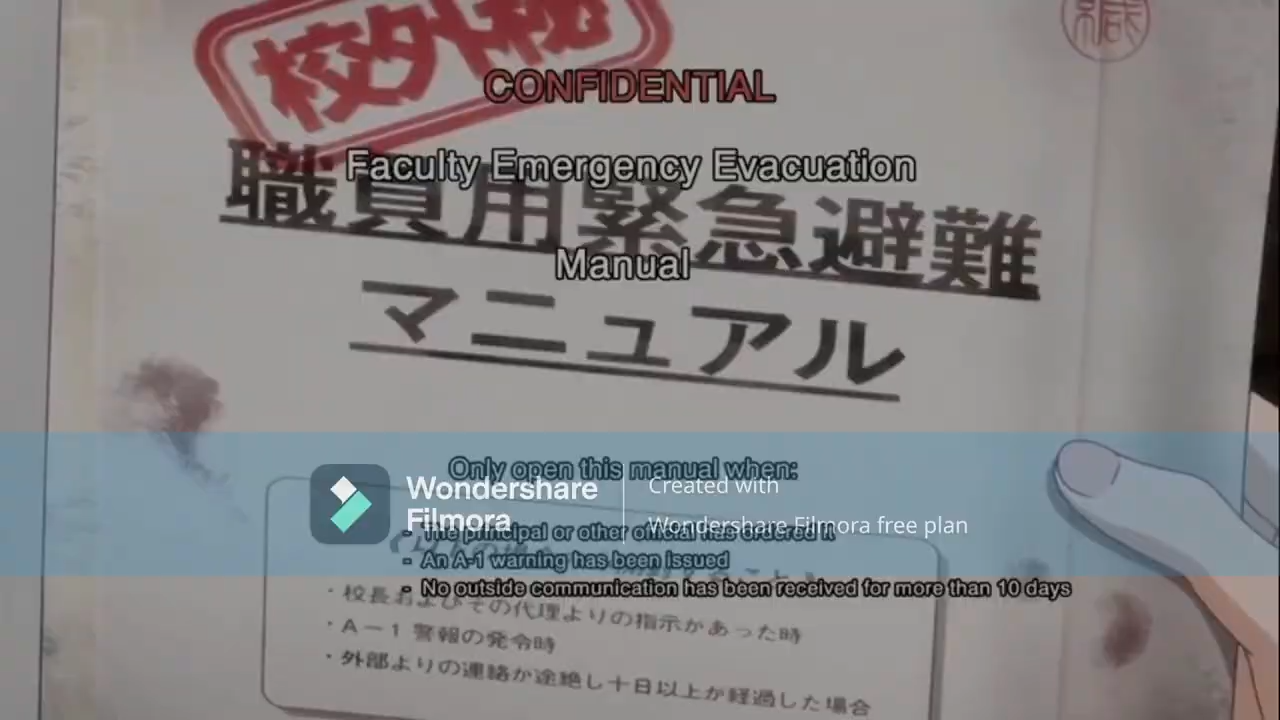 校外秘
CONFIDENTIAL
Faculty Emergency Evacuation
職員用緊急避難
Manual
マニュアル
Only open this manual when:
Wondershare
Filmora
Created with
Wondershare Filmora free plan
- The principal or other official has ordered it
- An A-1 warning has been issued
- No outside communication has been received for more than 10 days
・校長およびその代理よりの指示があった時
・A－1 警報の発令時
・外部よりの連絡が途絶し十日以上が経過した場合